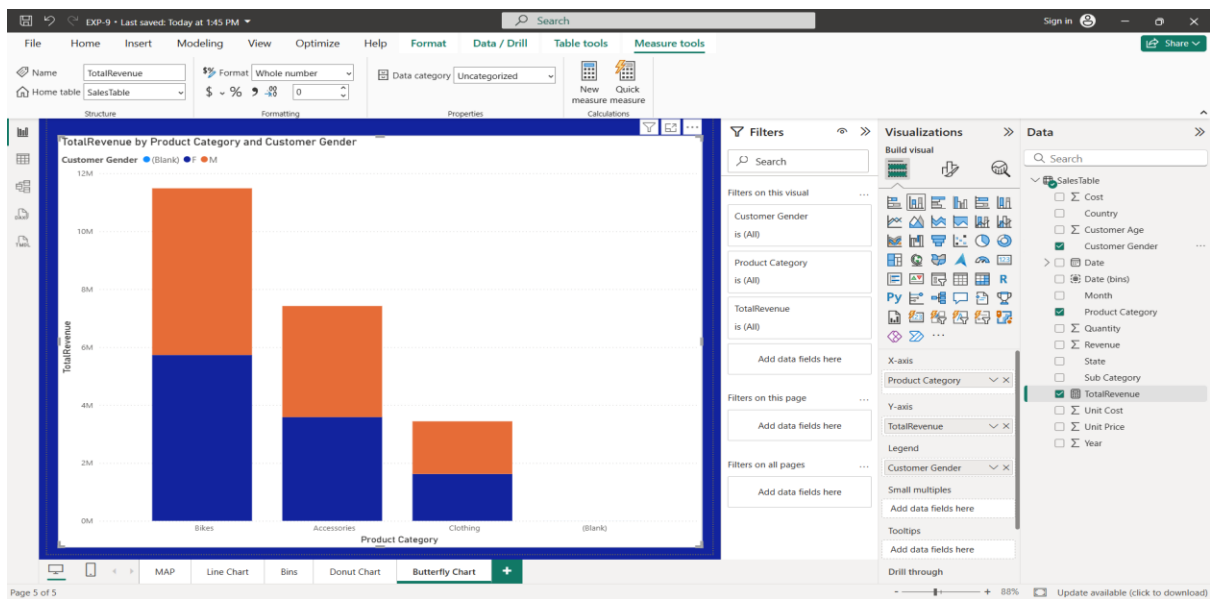 EXP-9 • Last saved: Today at 1:45 PM
Search
Sign in
File Home Insert Modeling View Optimize Help Format Data / Drill Table tools Measure tools
Share
Name TotalRevenue
Home table SalesTable
Structure
$% Format Whole number
$ % 9 .00 0
Formatting
Data category Uncategorized
Properties
New measure
Quick measure
Calculations
TotalRevenue by Product Category and Customer Gender
Customer Gender (Blank) F M
12M
10M
8M
6M
4M
2M
0M
TotalRevenue
Bikes Accessories Clothing (Blank)
Product Category
Filters
Search
Filters on this visual ...
Customer Gender
is (All)
Product Category
is (All)
TotalRevenue
is (All)
Add data fields here
Filters on this page ...
Add data fields here
Filters on all pages ...
Add data fields here
Visualizations
Build visual
R
Py
...
X-axis
Product Category
Y-axis
TotalRevenue
Legend
Customer Gender
Small multiples
Add data fields here
Tooltips
Add data fields here
Drill through
Data
Search
SalesTable
Σ Cost
Country
Σ Customer Age
Customer Gender ...
Date
Date (bins)
Month
Product Category
Σ Quantity
Σ Revenue
State
Sub Category
TotalRevenue
Σ Unit Cost
Σ Unit Price
Σ Year
MAP Line Chart Bins Donut Chart Butterfly Chart +
Page 5 of 5
- + 88%
Update available (click to download)